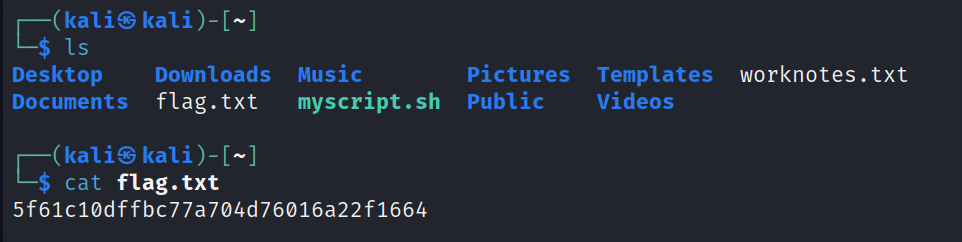 ┌──(kali㉿kali)-[~]
└─$ ls
Desktop    Downloads  Music        Pictures  Templates  worknotes.txt
Documents  flag.txt   myscript.sh  Public    Videos
┌──(kali㉿kali)-[~]
└─$ cat flag.txt
5f61c10dffbc77a704d76016a22f1664